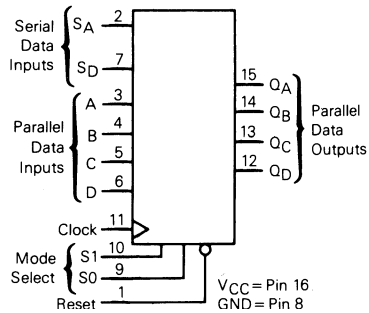 Serial
Data
Inputs
SA 2
SD 7
Parallel
Data
Inputs
A 3
B 4
C 5
D 6
Clock 11
Mode
Select
S1 10
S0 9
Reset 1
15 QA
14 QB
13 QC
12 QD
Parallel
Data
Outputs
VCC = Pin 16
GND = Pin 8